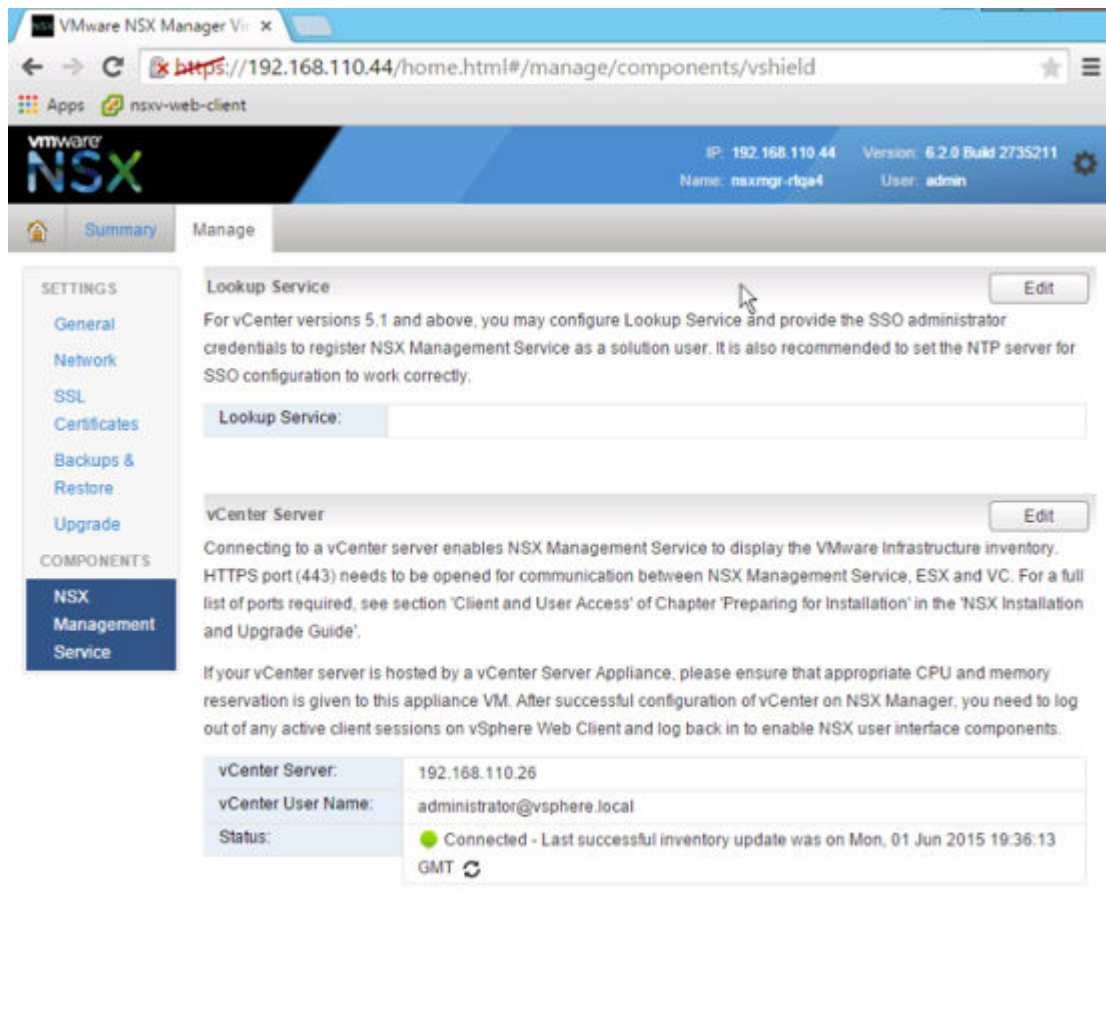 VMware NSX Manager Vi
https://192.168.110.44/home.html#/manage/components/vshield
Apps nsxv-web-client
vmware
NSX
IP: 192.168.110.44 Version: 6.2.0 Build 2735211
Name: nsxmgr-rtqa4 User: admin
Summary Manage
SETTINGS
General
Network
SSL
Certificates
Backups &
Restore
Upgrade
COMPONENTS
NSX
Management
Service
Lookup Service Edit
For vCenter versions 5.1 and above, you may configure Lookup Service and provide the SSO administrator
credentials to register NSX Management Service as a solution user. It is also recommended to set the NTP server for
SSO configuration to work correctly.
Lookup Service:
vCenter Server Edit
Connecting to a vCenter server enables NSX Management Service to display the VMware Infrastructure inventory.
HTTPS port (443) needs to be opened for communication between NSX Management Service, ESX and VC. For a full
list of ports required, see section 'Client and User Access' of Chapter 'Preparing for Installation' in the 'NSX Installation
and Upgrade Guide'.
If your vCenter server is hosted by a vCenter Server Appliance, please ensure that appropriate CPU and memory
reservation is given to this appliance VM. After successful configuration of vCenter on NSX Manager, you need to log
out of any active client sessions on vSphere Web Client and log back in to enable NSX user interface components.
vCenter Server: 192.168.110.26
vCenter User Name: administrator@vsphere.local
Status: Connected - Last successful inventory update was on Mon, 01 Jun 2015 19:36:13
GMT